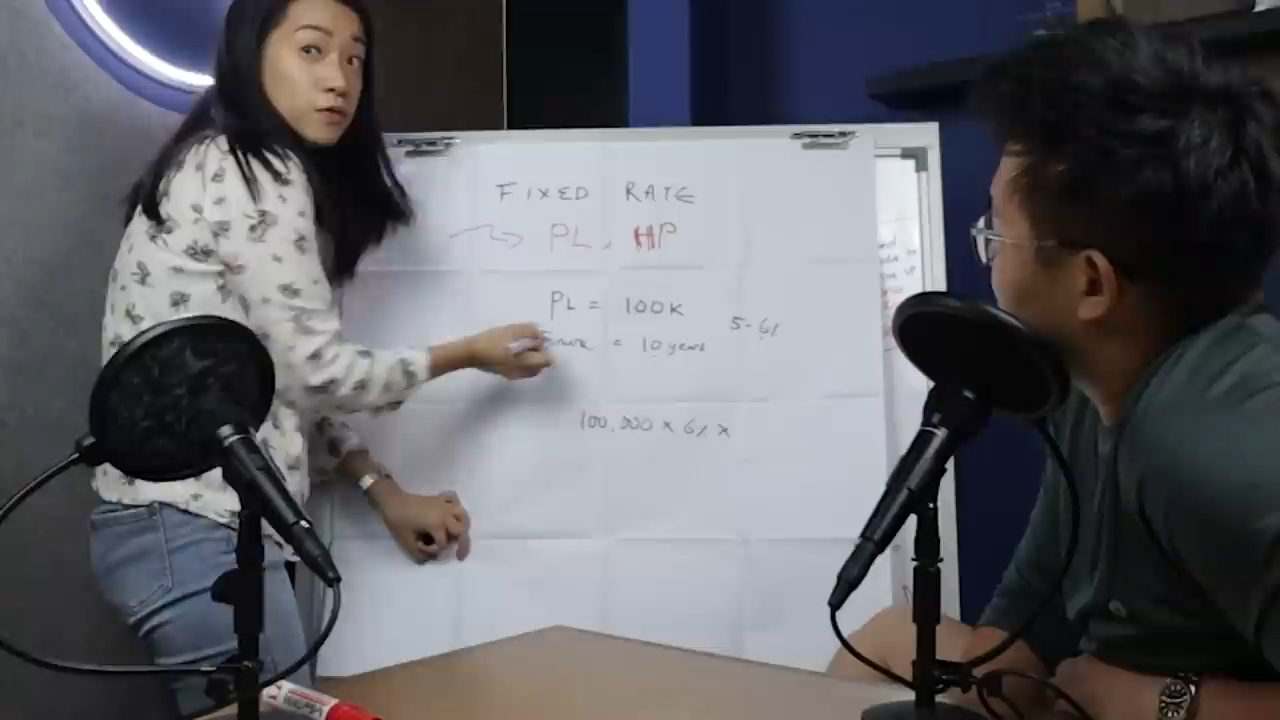 FIXED RATE
PL, HP
PL = 100K
5-6%
= 10 years
100,000 x 6% x